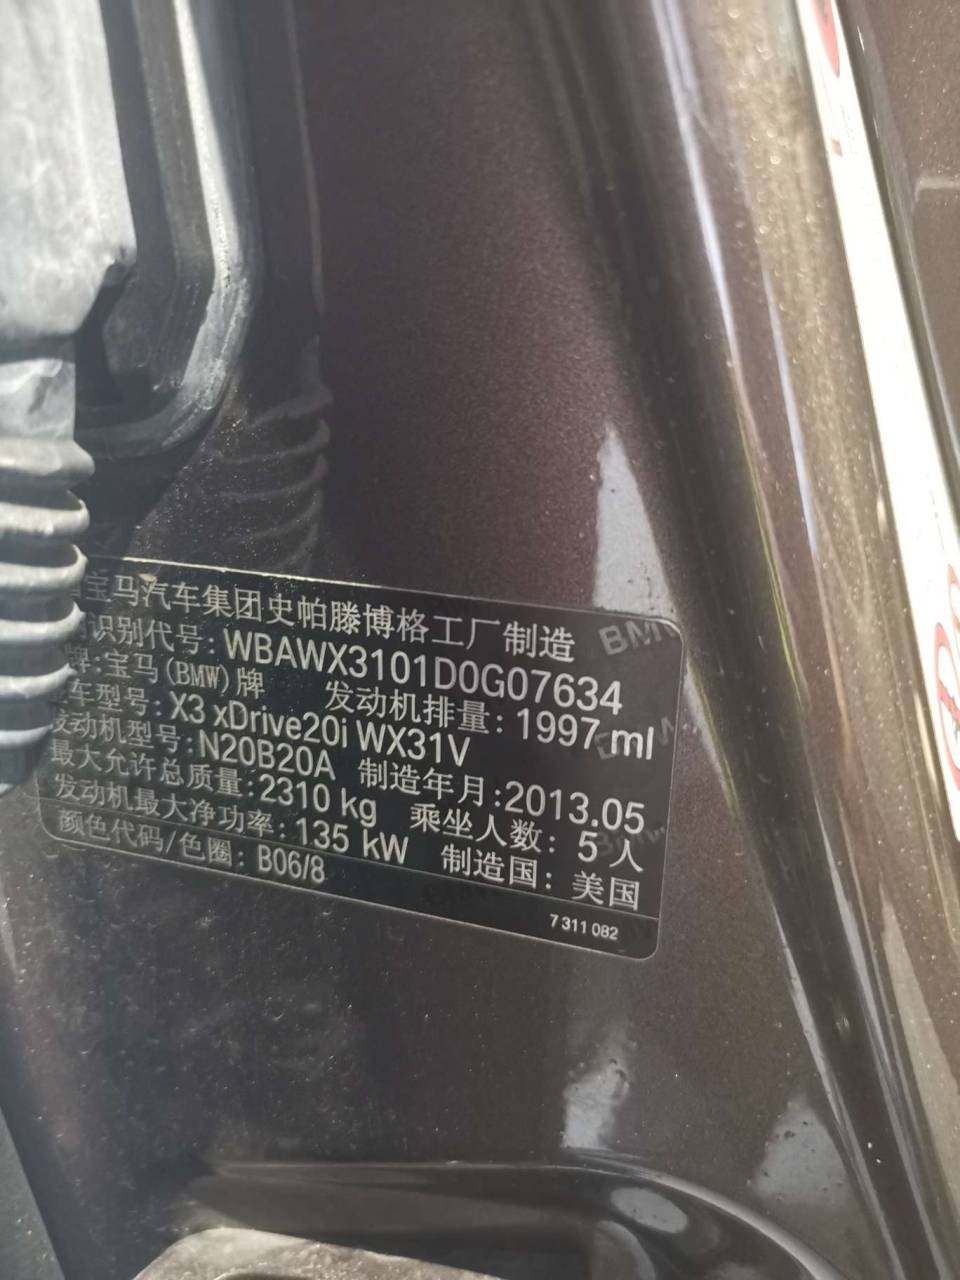 宝马汽车集团史帕滕博格工厂制造
识别代号: WBAWX3101D0G07634
牌:宝马(BMW)牌 发动机排量: 1997 ml
车型号: X3 xDrive20i WX31V
发动机型号: N20B20A 制造年月:2013.05
最大允许总质量:2310 kg 乘坐人数: 5人
发动机最大净功率: 135 kW 制造国: 美国
颜色代码/色圈: B06/8
7 311 082